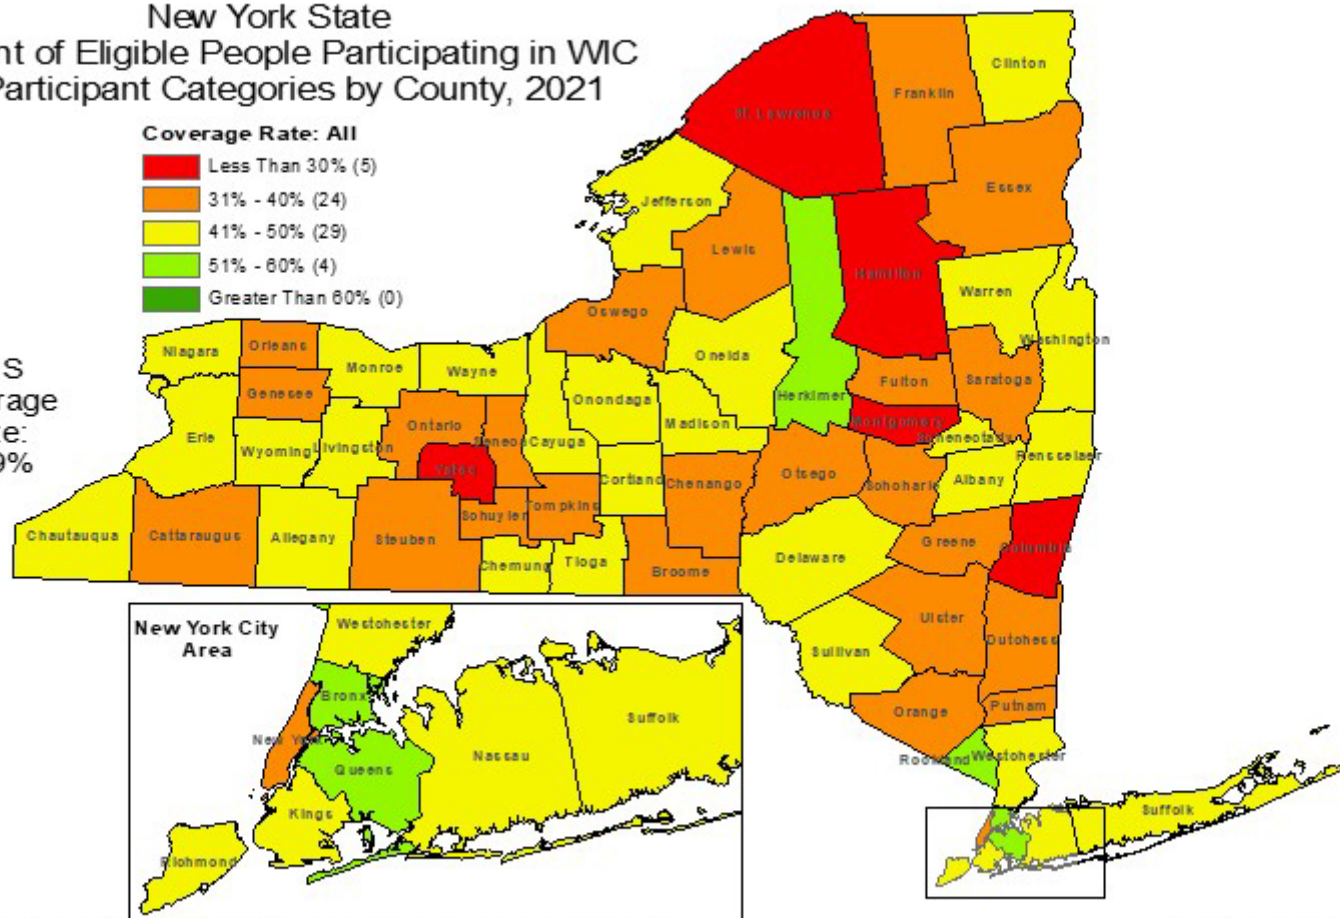 New York State
nt of Eligible People Participating in WIC
Participant Categories by County, 2021
Coverage Rate: All
Less Than 30% (5)
31% - 40% (24)
41% - 50% (29)
51% - 60% (4)
Greater Than 60% (0)
S
rage
te:
9%
Clinton
Franklin
St. Lawrence
Essex
Jefferson
Lewis
Hamilton
Warren
Oswego
Washington
Niagara
Orleans
Monroe
Wayne
Oneida
Genesee
Fulton
Saratoga
Onondaga
Herkimer
Madison
Montgomery
Ontario
Erie
Schenectady
Wyoming
Livingston
Seneca
Cayuga
Rensselaer
Yates
Otsego
Albany
Cortland
Chenango
Schoharie
Schuyler
Tompkins
Chautauqua
Cattaraugus
Allegany
Steuben
Greene
Columbia
Chemung
Tioga
Broome
Delaware
Ulster
Dutchess
Sullivan
Orange
Putnam
Rockland
Westchester
Suffolk
New York City
Area
Westchester
Bronx
New York
Suffolk
Nassau
Queens
Kings
Richmond